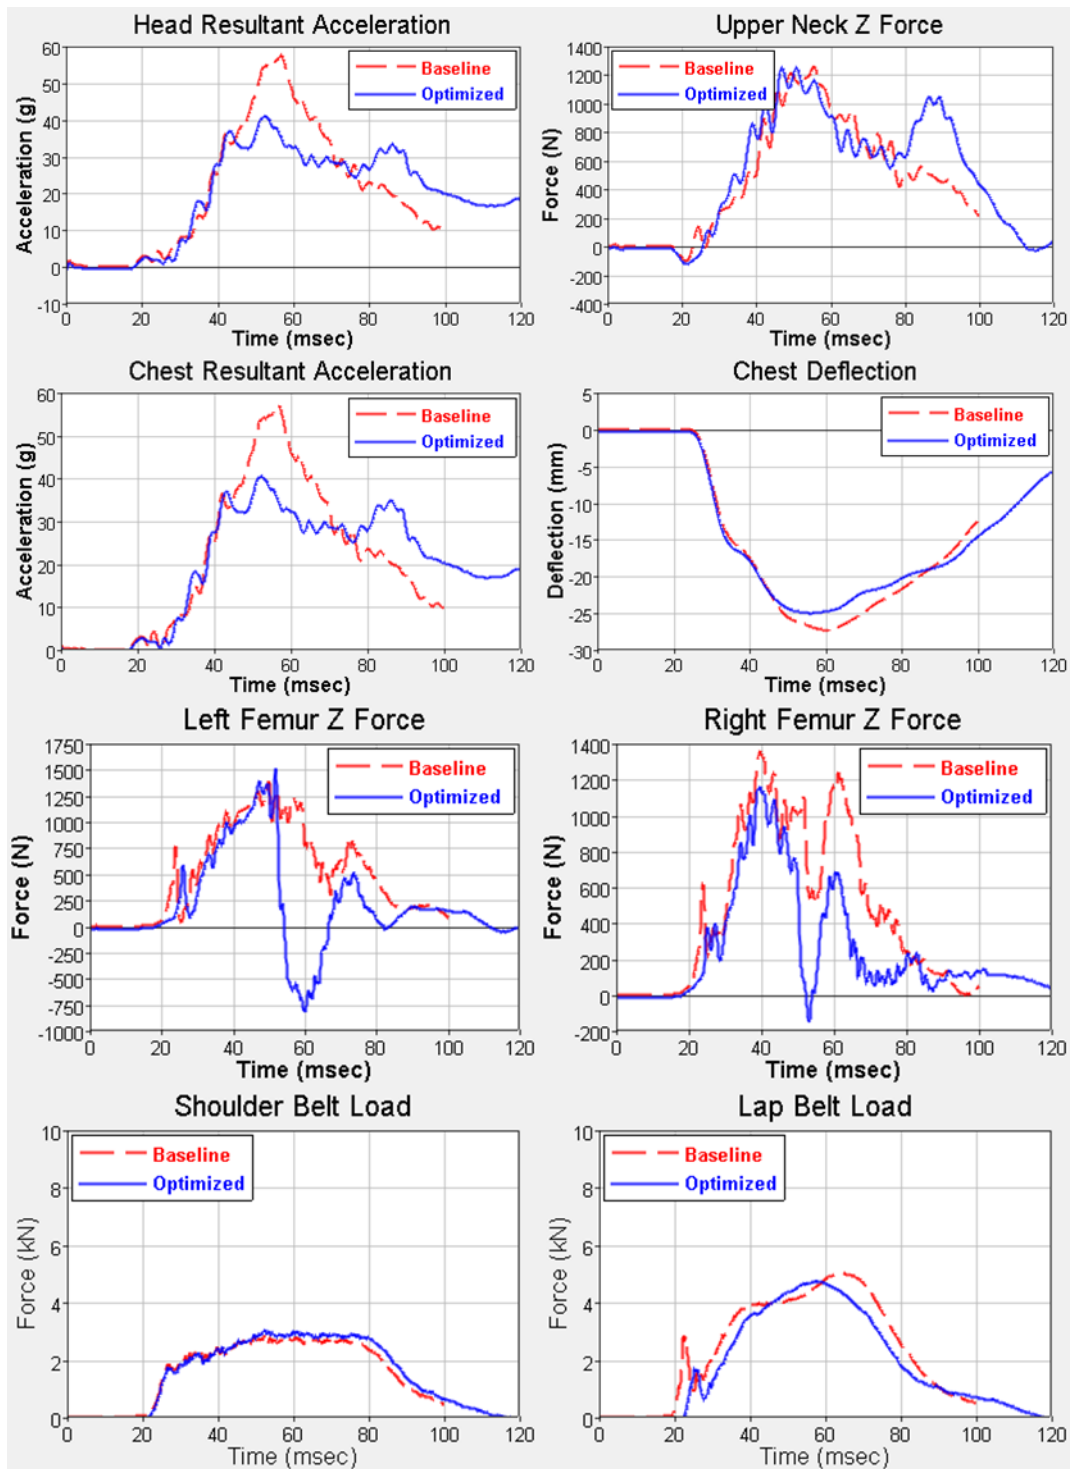 Head Resultant Acceleration
Acceleration (g)
60
50
40
30
20
10
0
-10
Baseline
Optimized
0 20 40 60 80 100 120
Time (msec)
Upper Neck Z Force
Force (N)
1400
1200
1000
800
600
400
200
0
-200
-400
Baseline
Optimized
0 20 40 60 80 100 120
Time (msec)
Chest Resultant Acceleration
Acceleration (g)
60
50
40
30
20
10
0
Baseline
Optimized
0 20 40 60 80 100 120
Time (msec)
Chest Deflection
Deflection (mm)
5
0
-5
-10
-15
-20
-25
-30
Baseline
Optimized
0 20 40 60 80 100 120
Time (msec)
Left Femur Z Force
Force (N)
1750
1500
1250
1000
750
500
250
0
-250
-500
-750
-1000
Baseline
Optimized
0 20 40 60 80 100 120
Time (msec)
Right Femur Z Force
Force (N)
1400
1200
1000
800
600
400
200
0
-200
Baseline
Optimized
0 20 40 60 80 100 120
Time (msec)
Shoulder Belt Load
Force (kN)
10
8
6
4
2
0
Baseline
Optimized
0 20 40 60 80 100 120
Time (msec)
Lap Belt Load
Force (kN)
10
8
6
4
2
0
Baseline
Optimized
0 20 40 60 80 100 120
Time (msec)